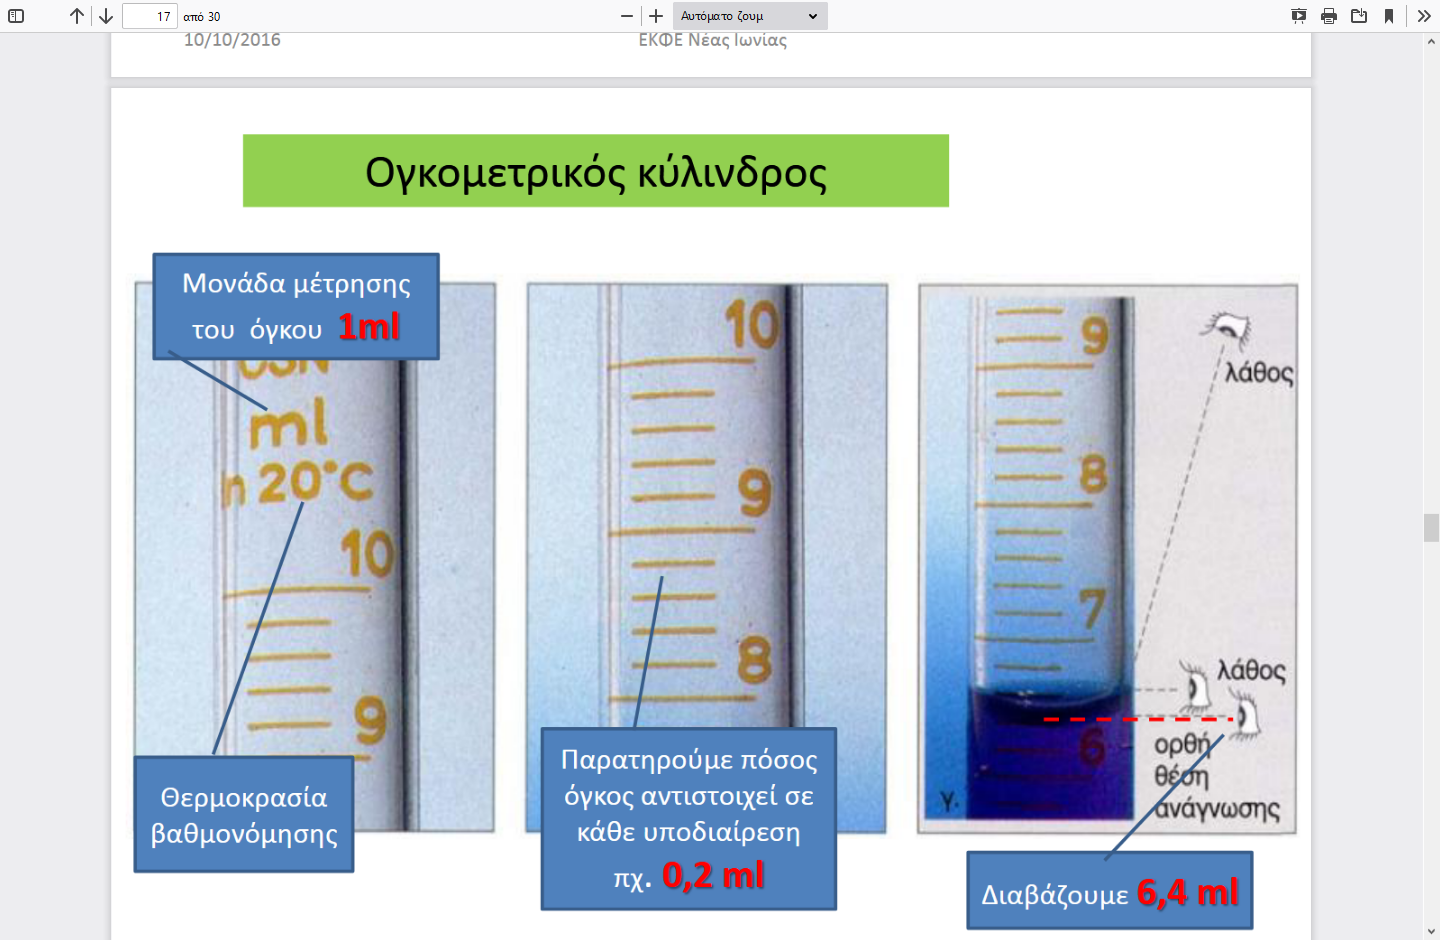 17 από 30
Αυτόματο ζουμ
10/10/2016
ΕΚΦΕ Νέας Ιωνίας
Ογκομετρικός κύλινδρος
Μονάδα μέτρησης
του όγκου 1ml
ml
20°C
10
9
Θερμοκρασία
βαθμονόμησης
10
9
8
Παρατηρούμε πόσος
όγκος αντιστοιχεί σε
κάθε υποδιαίρεση
πχ. 0,2 ml
9
8
7
6
γ.
λάθος
λάθος
ορθή
θέση
ανάγνωσης
Διαβάζουμε 6,4 ml